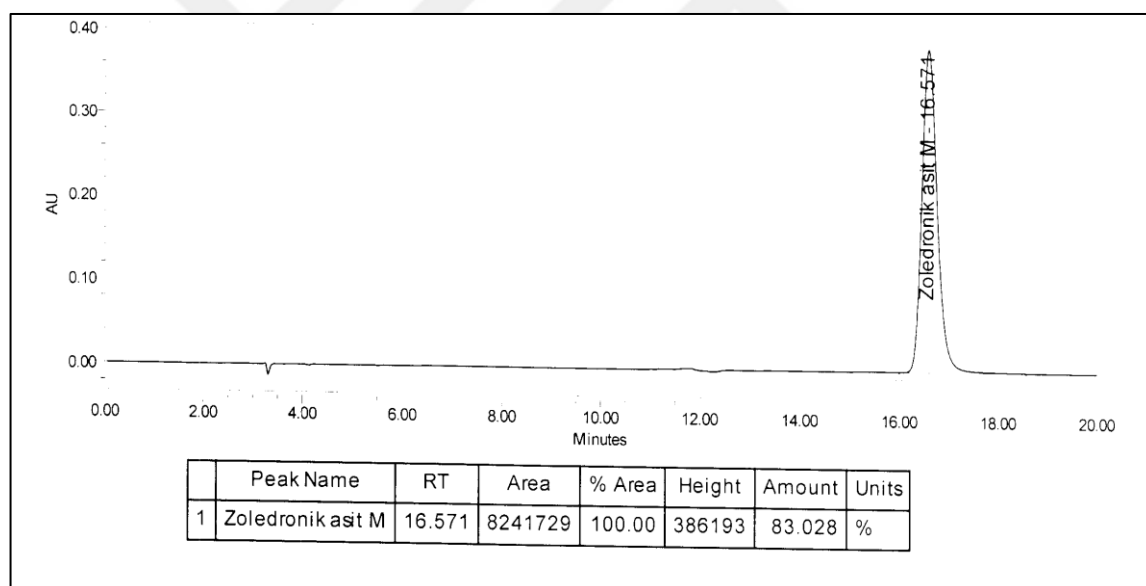 0.40
0.30
0.20
0.10
0.00
AU
Zoledronik asit M - 16.571
0.00 2.00 4.00 6.00 8.00 10.00 12.00 14.00 16.00 18.00 20.00
Minutes
Peak Name RT Area % Area Height Amount Units
1 Zoledronik asit M 16.571 8241729 100.00 386193 83.028 %